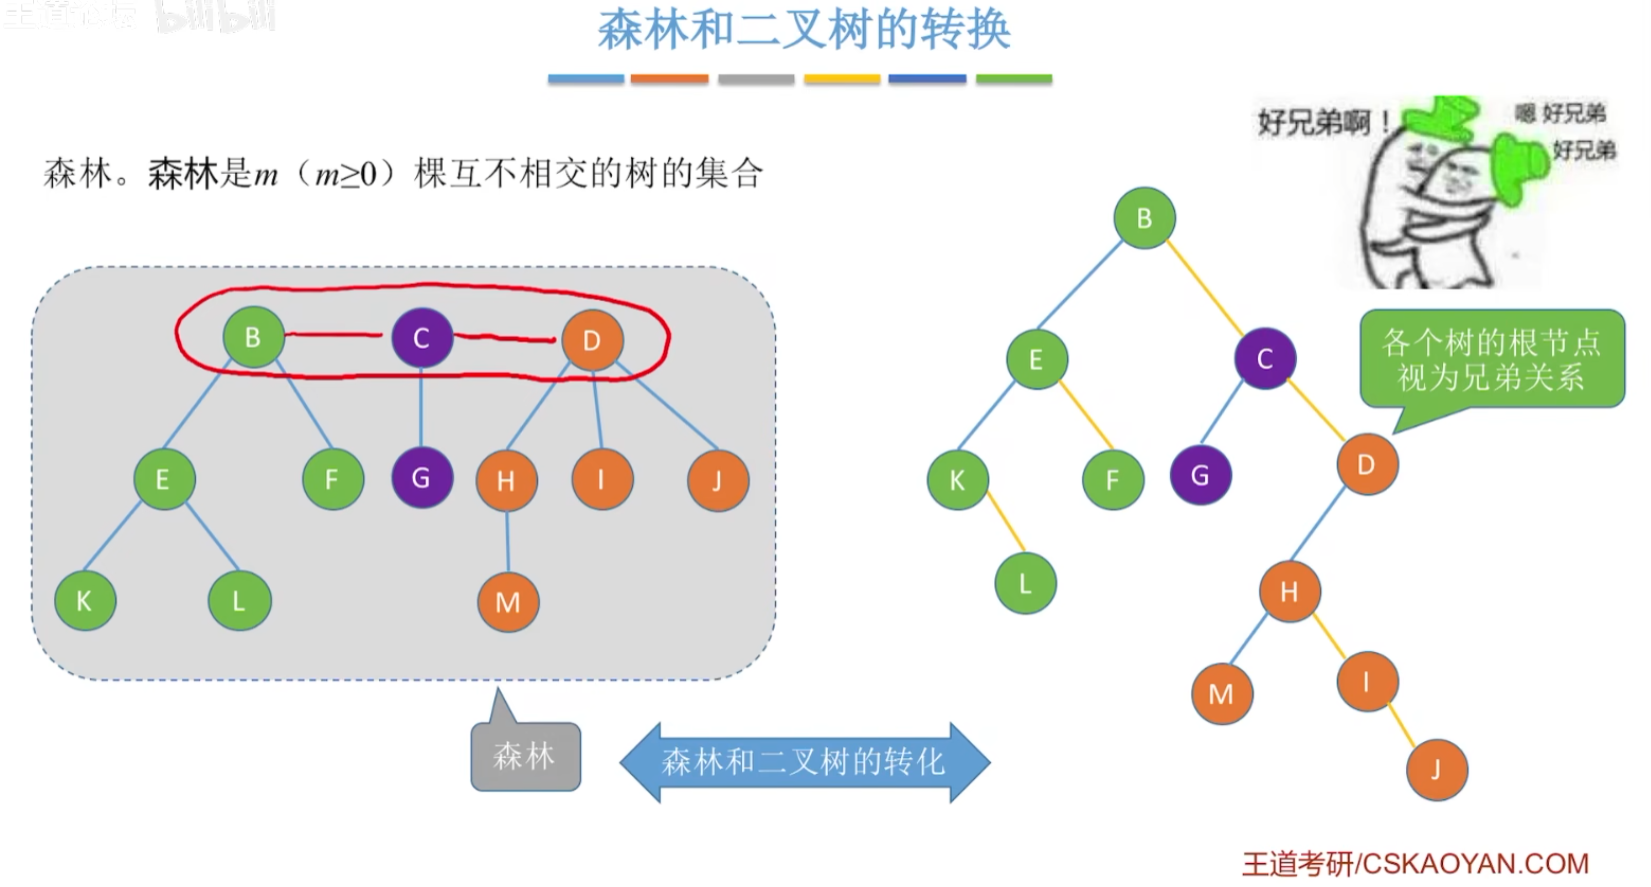 王道论坛 bilibili
森林和二叉树的转换
好兄弟啊！
嗯 好兄弟
好兄弟
森林。森林是m（m≥0）棵互不相交的树的集合
B C D
E F G H I J
K L M
森林
森林和二叉树的转化
B
E C
各个树的根节点
视为兄弟关系
K F G D
L H
M I
J
王道考研/CSKAOYAN.COM